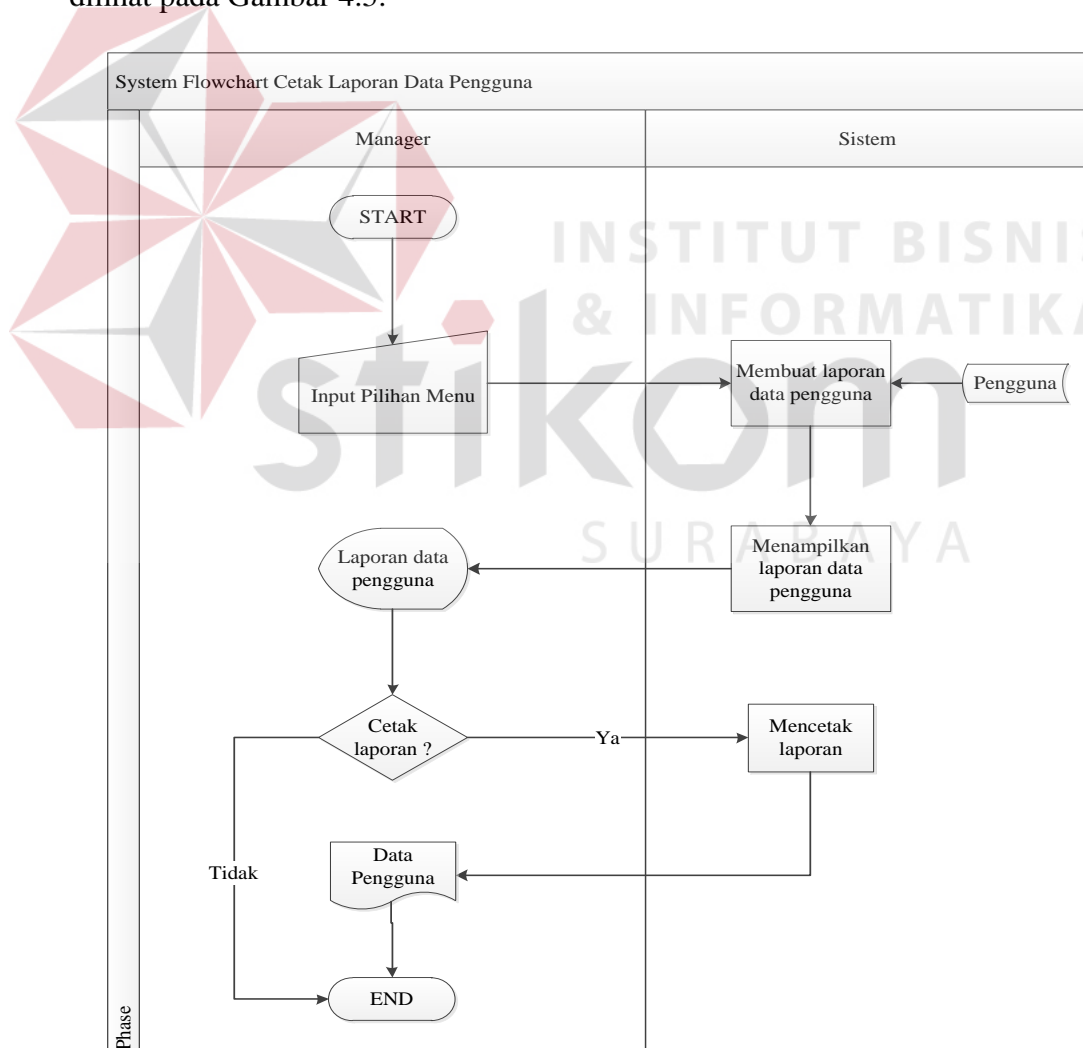 dilihat pada Gambar 4.5.
System Flowchart Cetak Laporan Data Pengguna
Manager
Sistem
START
INSTITUT BISNIS
& INFORMATIKA
stikom
SURABAYA
Input Pilihan Menu
Membuat laporan
data pengguna
Pengguna
Laporan data
pengguna
Menampilkan
laporan data
pengguna
Cetak
laporan ?
Ya
Mencetak
laporan
Tidak
Data
Pengguna
END
Phase